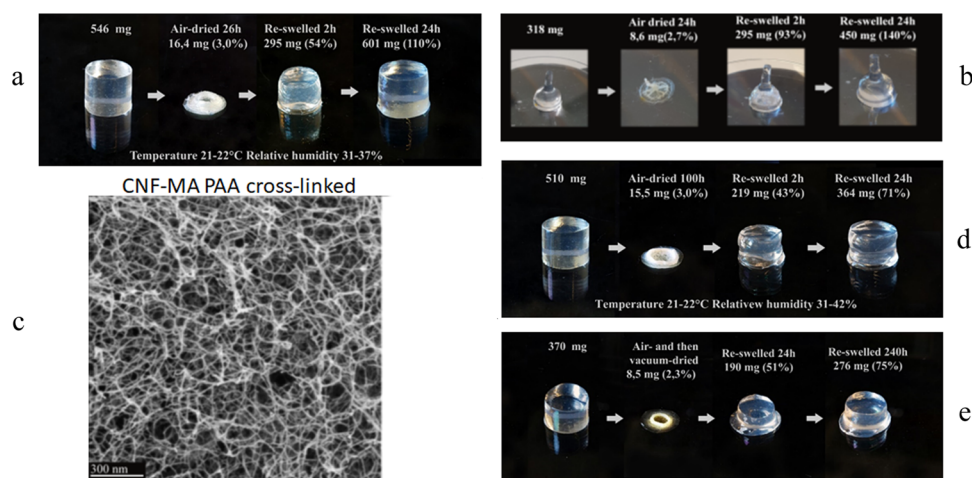 a
546 mg
Air-dried 26h
16,4 mg (3,0%)
Re-swelled 2h
295 mg (54%)
Re-swelled 24h
601 mg (110%)
Temperature 21-22°C Relative humidity 31-37%
b
318 mg
Air dried 24h
8,6 mg(2,7%)
Re-swelled 2h
295 mg (93%)
Re-swelled 24h
450 mg (140%)
CNF-MA PAA cross-linked
c
300 nm
d
510 mg
Air-dried 100h
15,5 mg (3,0%)
Re-swelled 2h
219 mg (43%)
Re-swelled 24h
364 mg (71%)
Temperature 21-22°C Relativew humidity 31-42%
e
370 mg
Air- and then
vacuum-dried
8,5 mg (2,3%)
Re-swelled 24h
190 mg (51%)
Re-swelled 240h
276 mg (75%)